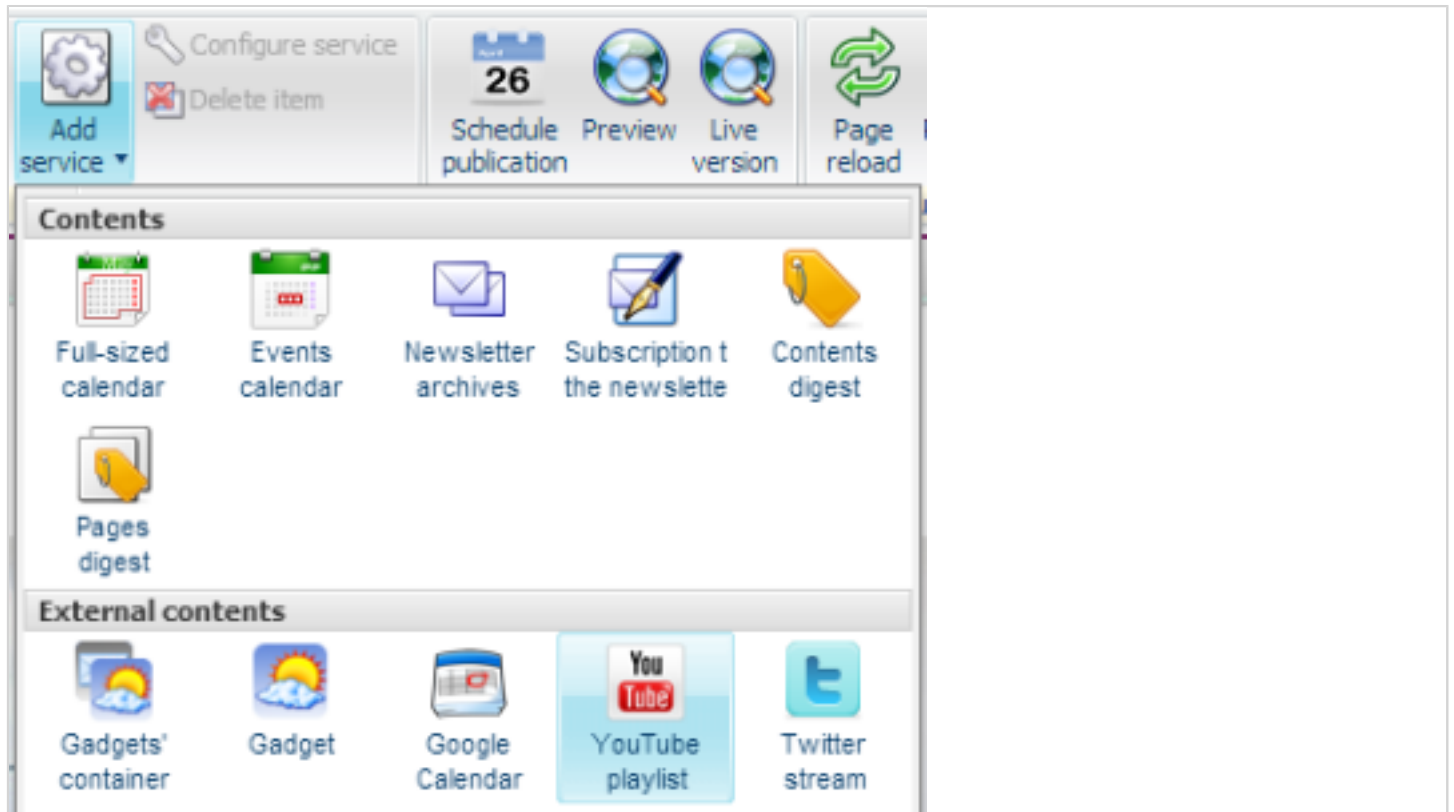 Configure service
Delete item
Add
service
26
Schedule
publication
Preview
Live
version
Page
reload
Contents
Full-sized
calendar
Events
calendar
Newsletter
archives
Subscription t
the newslette
Contents
digest
Pages
digest
External contents
You
Tube
Gadgets'
container
Gadget
Google
Calendar
YouTube
playlist
Twitter
stream